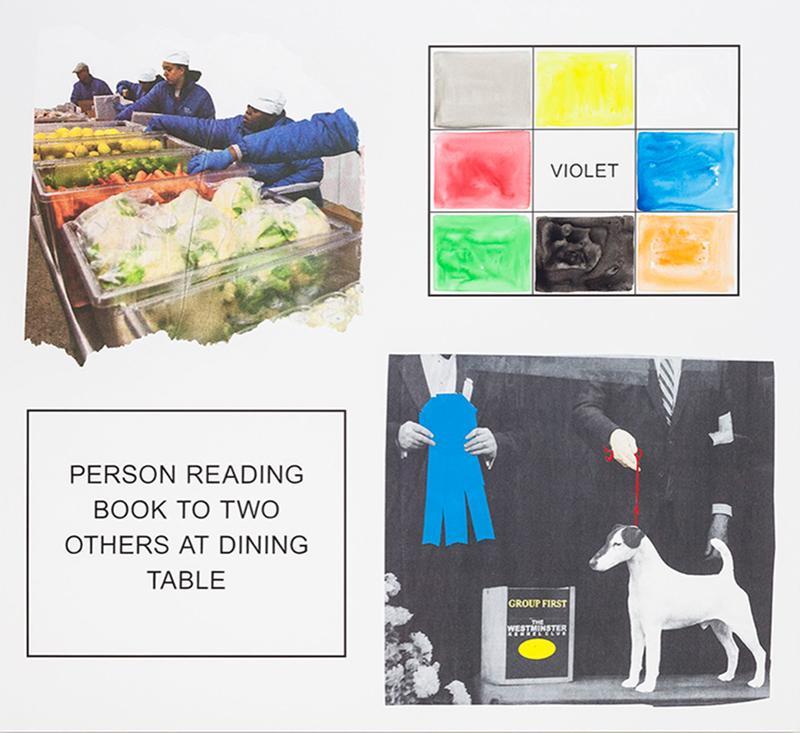 VIOLET
PERSON READING
BOOK TO TWO
OTHERS AT DINING
TABLE
GROUP FIRST
THE
WESTMINSTER
KENNEL CLUB